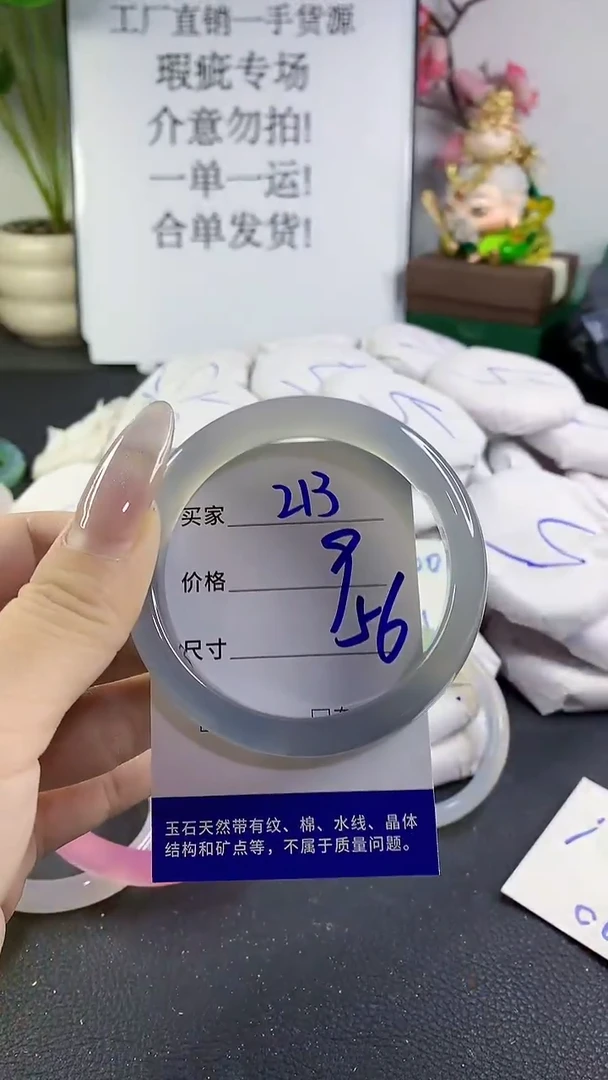 工厂直销一手货源
瑕疵专场
介意勿拍!
一单一运!
合单发货!
买家 213
价格 9
尺寸 56
玉石天然带有纹、棉、水线、晶体
结构和矿点等，不属于质量问题。